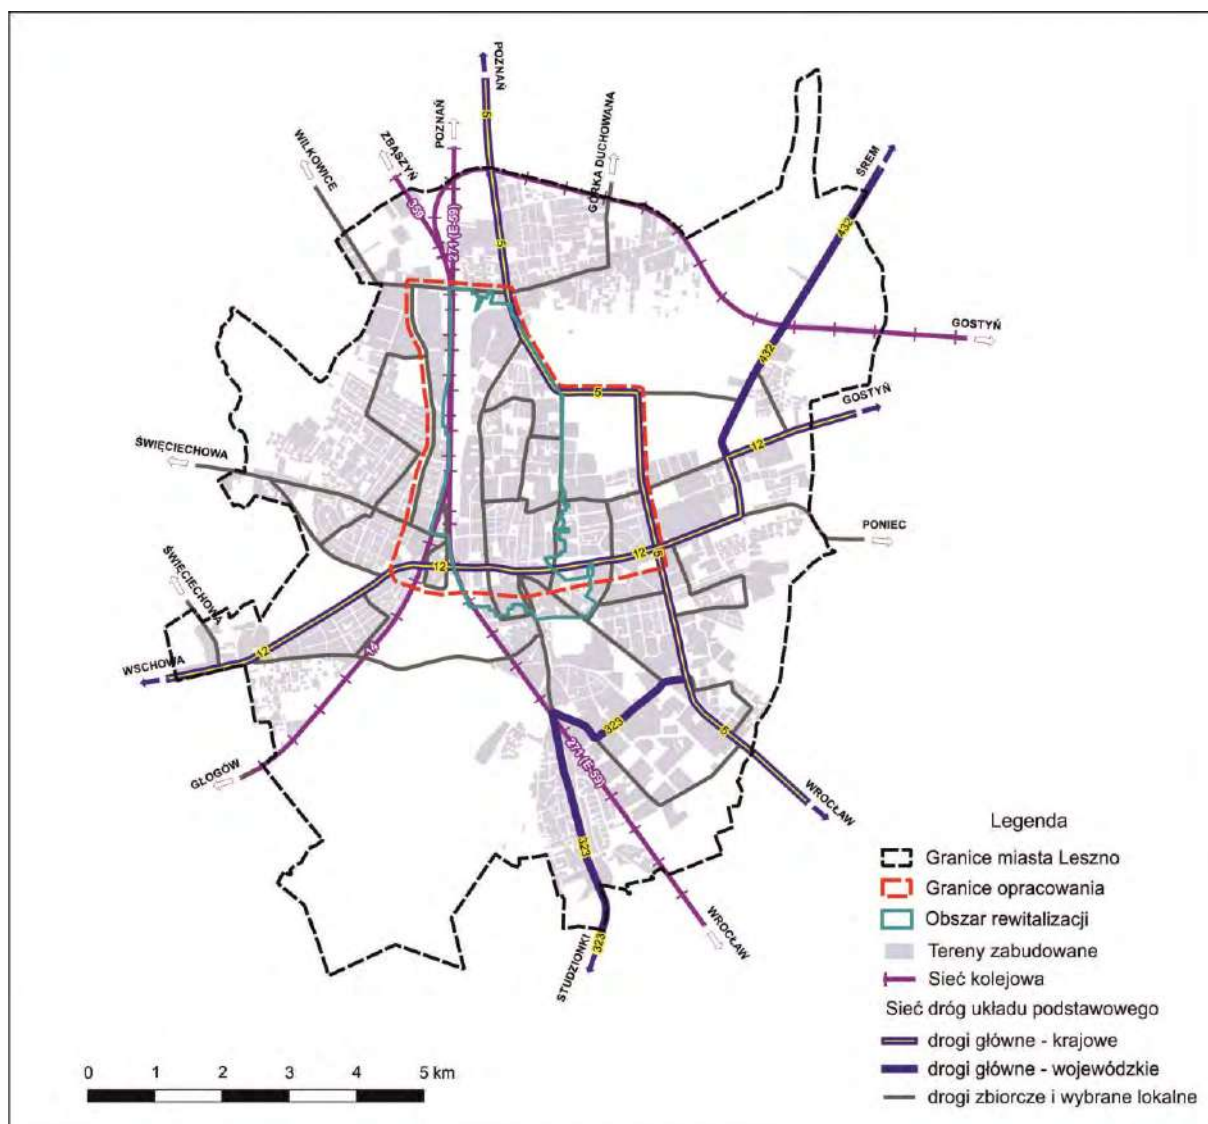 POZNAŃ
5
ZBĄSZYŃ
POZNAŃ
WILKOWICE
GÓRKA DUCHOWANA
ŚREM
359
271 (E-59)
5
432
GOSTYŃ
432
5
GOSTYŃ
12
ŚWIĘCIECHOWA
PONIEC
12
5
12
ŚWIĘCIECHOWA
12
WSCHOWA
14
GŁOGÓW
323
5
271 (E-59)
WROCŁAW
323
WROCŁAW
323
STUDZIONKI
Legenda
Granice miasta Leszno
Granice opracowania
Obszar rewitalizacji
Tereny zabudowane
Sieć kolejowa
Sieć dróg układu podstawowego
drogi główne - krajowe
drogi główne - wojewódzkie
drogi zbiorcze i wybrane lokalne
0 1 2 3 4 5 km